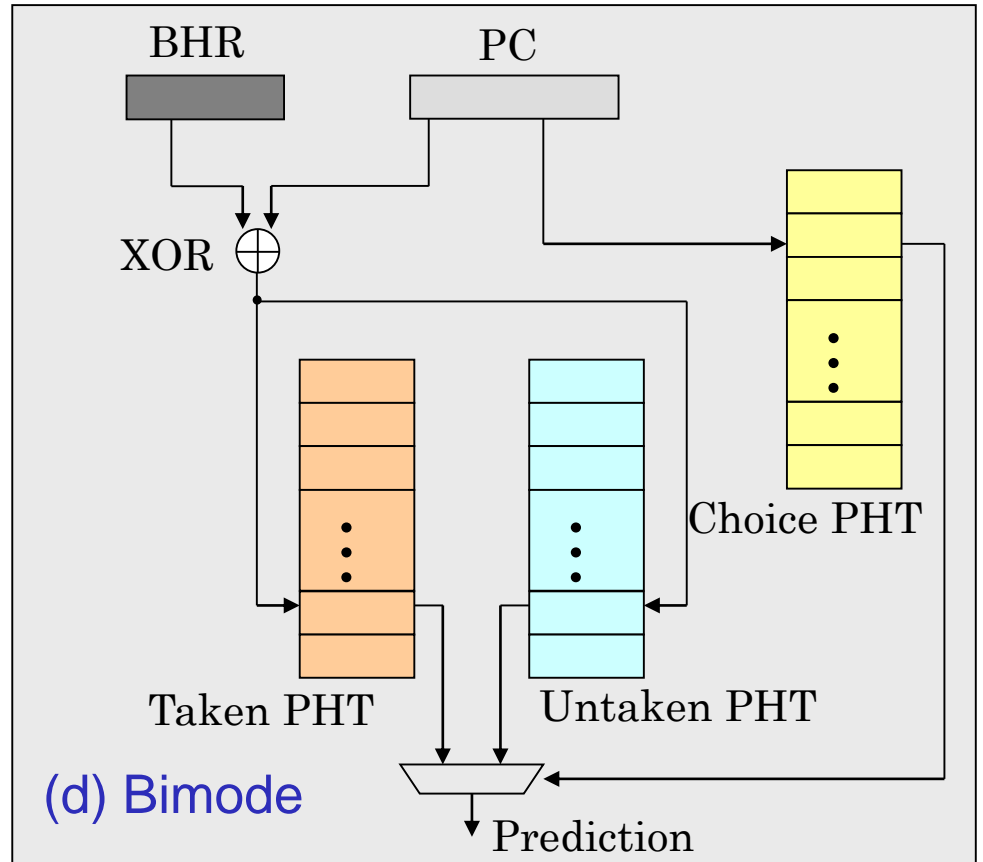 BHR
PC
XOR
Choice PHT
Taken PHT
Untaken PHT
(d) Bimode
Prediction